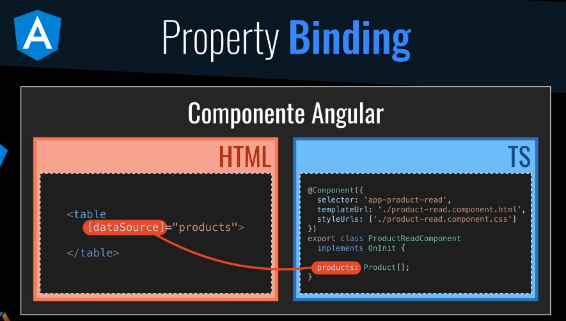 A
Property Binding
Componente Angular
HTML
<table
[dataSource]="products">
</table>
TS
@Component({
selector: 'app-product-read',
templateUrl: './product-read.component.html',
styleUrls: ['./product-read.component.css']
})
export class ProductReadComponent
implements OnInit {
products: Product[];
}